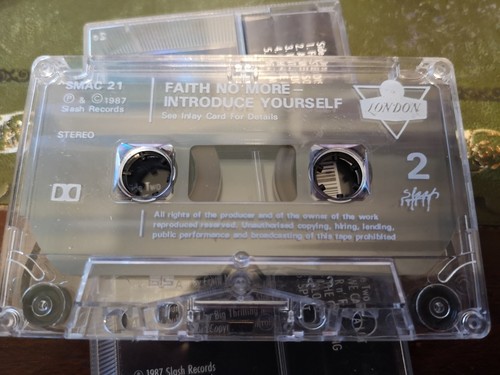 SMAC 21
Ⓟ & ©1987
Slash Records
FAITH NO MORE –
INTRODUCE YOURSELF
See Inlay Card For Details
LONDON
STEREO
2
Slash
All rights of the producer and of the owner of the work
reproduced reserved. Unauthorised copying, hiring, lending,
public performance and broadcasting of this tape prohibited
Ⓟ 1987 Slash Records